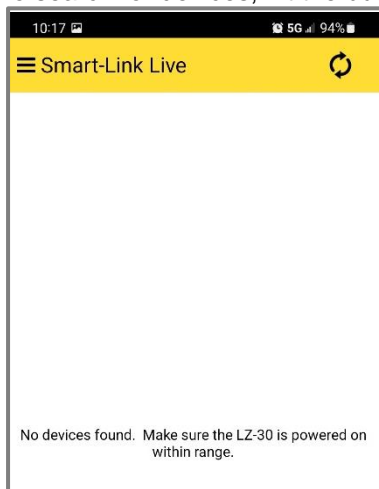 10:17 5G 94%
Smart-Link Live
No devices found. Make sure the LZ-30 is powered on
within range.